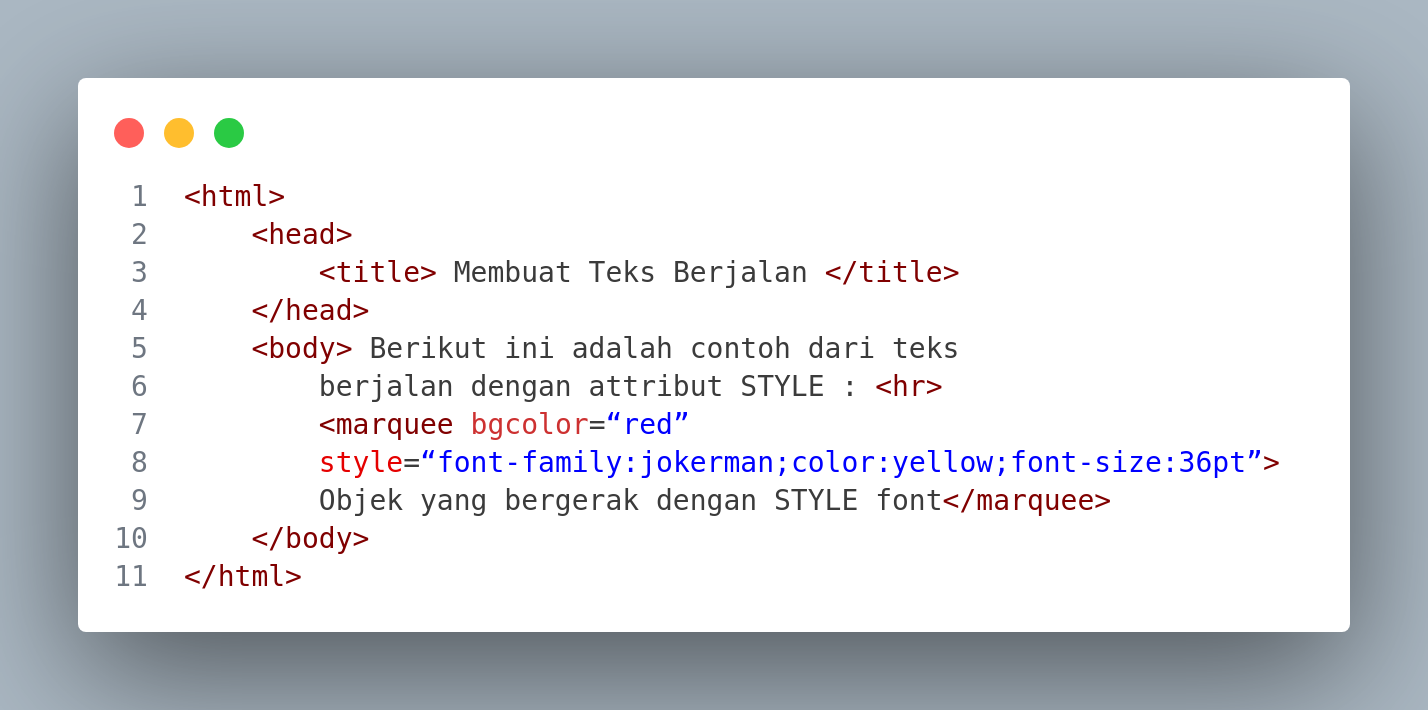 1 <html>
2     <head>
3         <title> Membuat Teks Berjalan </title>
4     </head>
5     <body> Berikut ini adalah contoh dari teks
6         berjalan dengan attribut STYLE : <hr>
7         <marquee bgcolor=“red”
8         style=“font-family:jokerman;color:yellow;font-size:36pt”>
9         Objek yang bergerak dengan STYLE font</marquee>
10     </body>
11 </html>